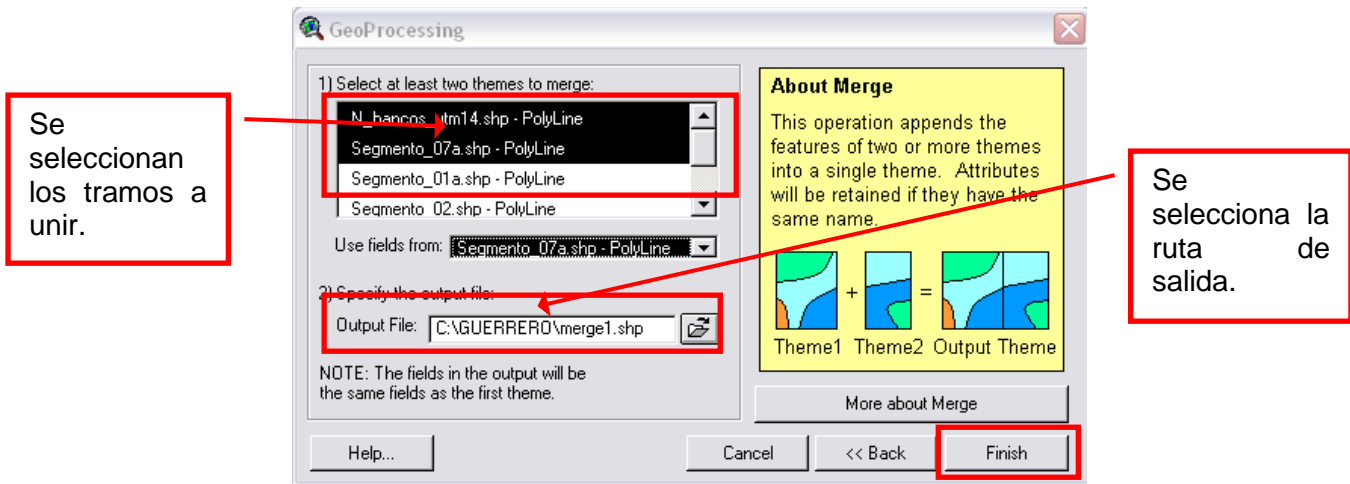 GeoProcessing
Se
seleccionan
los tramos a
unir.
1) Select at least two themes to merge:
N_bancos_utm14.shp - PolyLine
Segmento_07a.shp - PolyLine
Segmento_01a.shp - PolyLine
Segmento_02.shp - PolyLine
Use fields from: Segmento_07a.shp - PolyLine
2) Specify the output file:
Output File: C:\GUERRERO\merge1.shp
NOTE: The fields in the output will be
the same fields as the first theme.
About Merge
This operation appends the
features of two or more themes
into a single theme. Attributes
will be retained if they have the
same name.
+ =
Theme1 Theme2 Output Theme
More about Merge
Help... Cancel << Back Finish
Se
selecciona la
ruta de
salida.